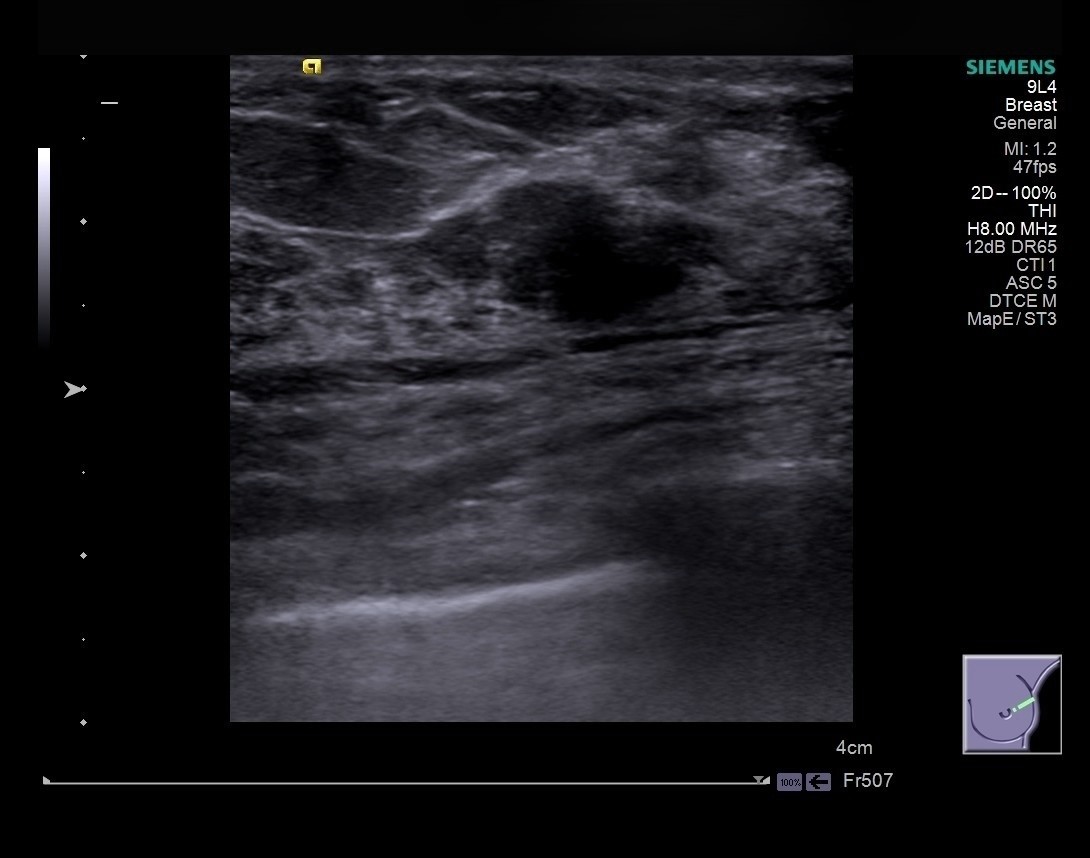 SIEMENS
9L4
Breast
General
MI: 1.2
47fps
2D--100%
THI
H8.00 MHz
12dB DR65
CTI 1
ASC 5
DTCE M
MapE / ST3
4cm
100% Fr507